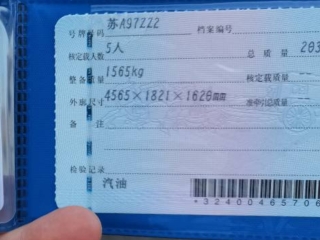 号牌号码 苏A97ZZ2 档案编号
核定载人数 5人 总质量 203
整备质量 1565kg 核定载质量 --
外廓尺寸 4565×1821×1620mm 准牵引总质量 --
备注
检验记录
汽油 *32400465706